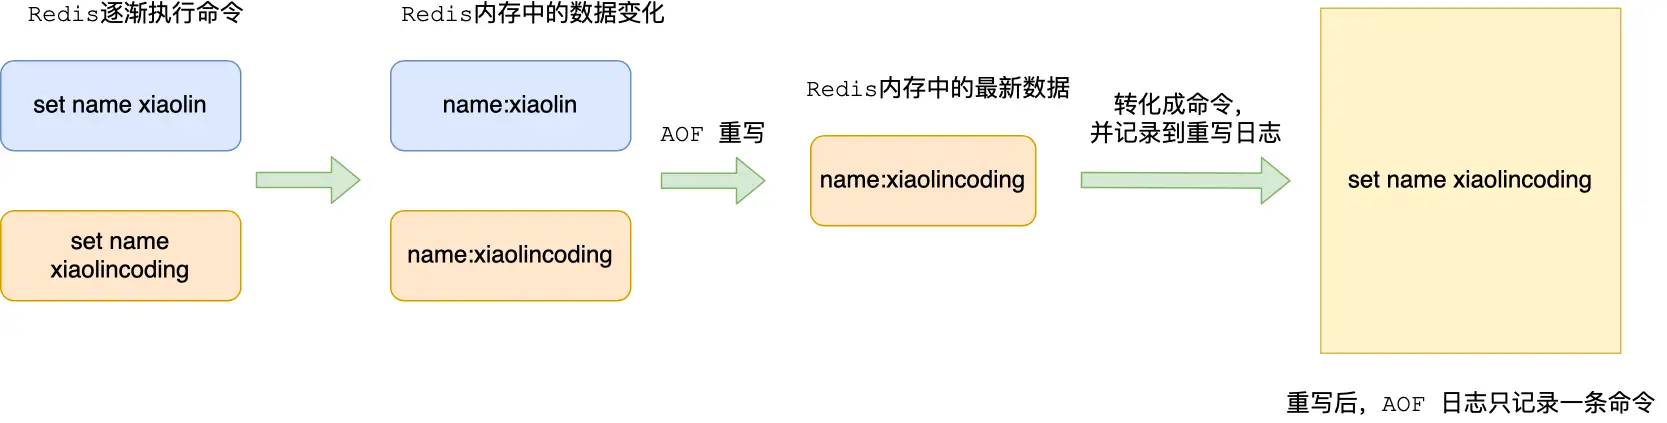 Redis逐渐执行命令
Redis内存中的数据变化
set name xiaolin
name:xiaolin
set name
xiaolincoding
name:xiaolincoding
AOF 重写
Redis内存中的最新数据
name:xiaolincoding
转化成命令，
并记录到重写日志
set name xiaolincoding
重写后，AOF 日志只记录一条命令